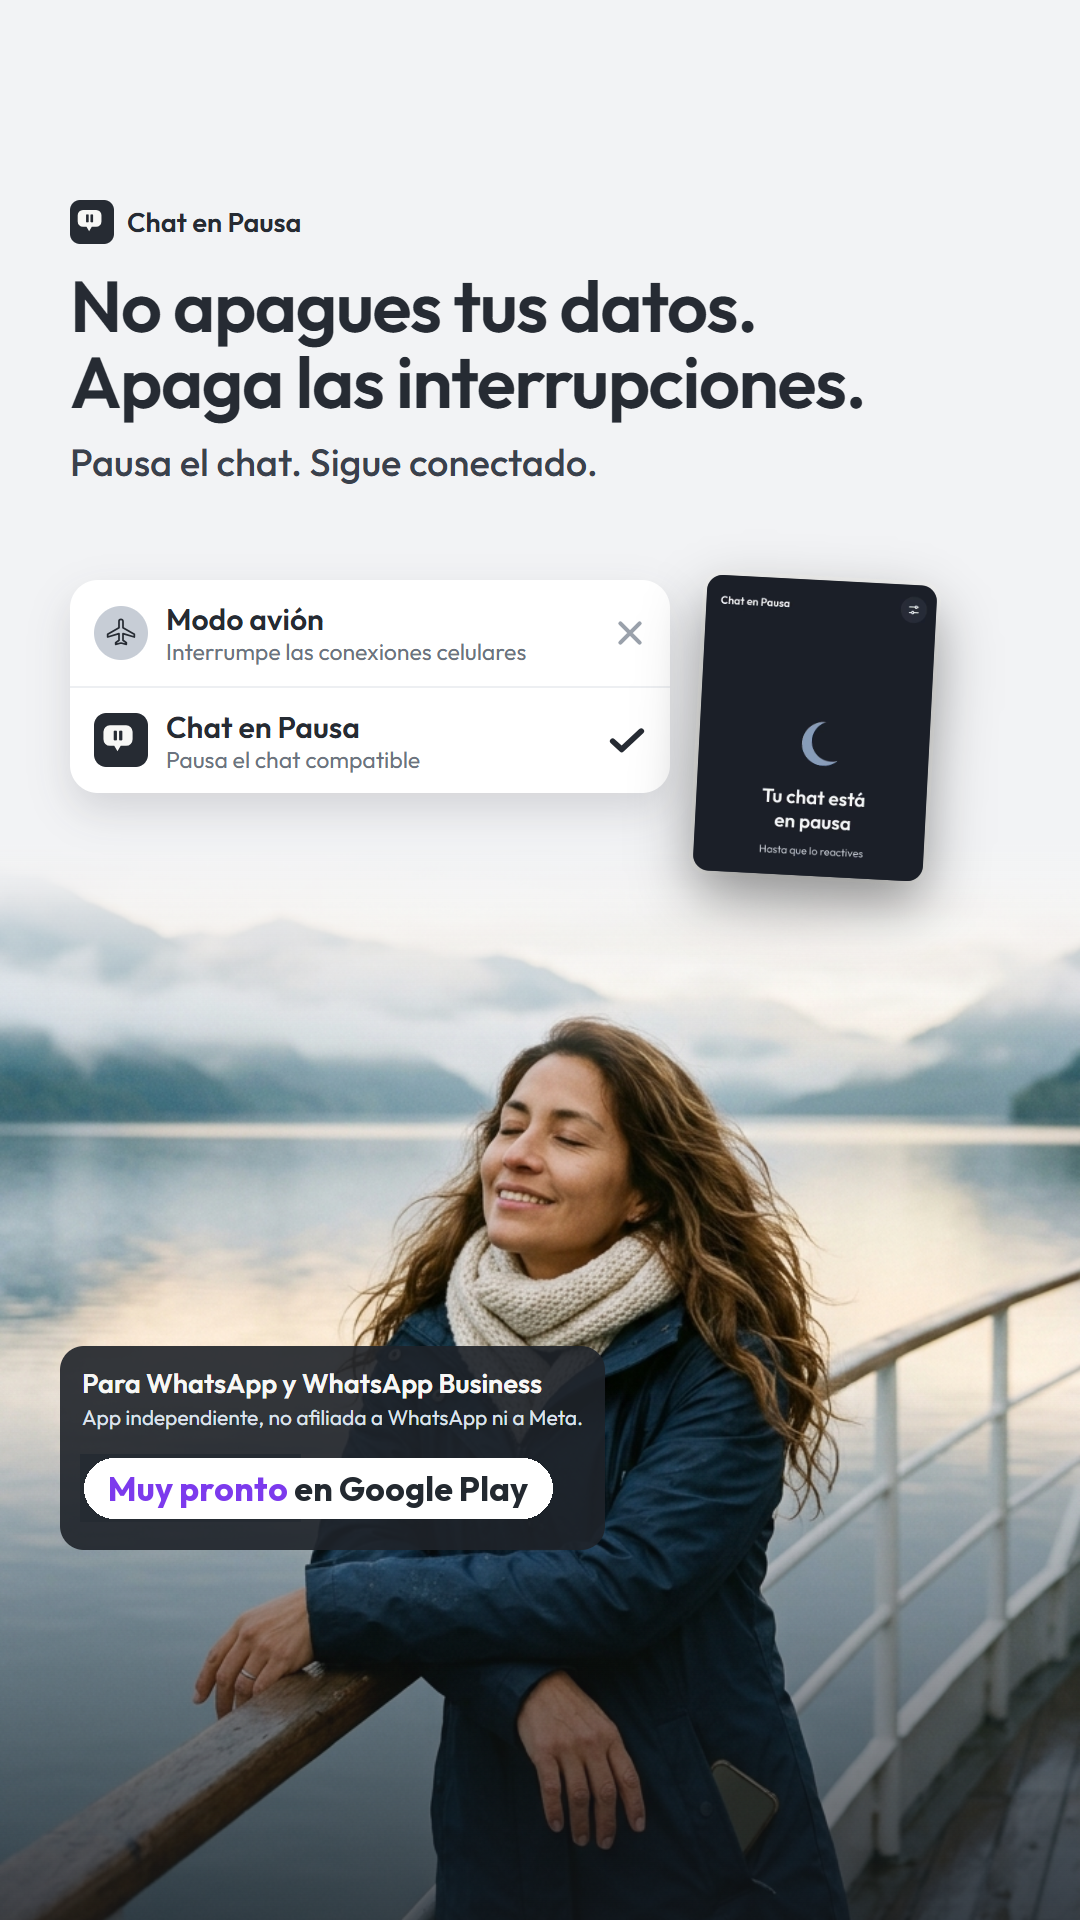 Chat en Pausa
No apagues tus datos.
Apaga las interrupciones.
Pausa el chat. Sigue conectado.
Modo avión
Interrumpe las conexiones celulares
Chat en Pausa
Pausa el chat compatible
Chat en Pausa
Tu chat está
en pausa
Hasta que lo reactives
Para WhatsApp y WhatsApp Business
App independiente, no afiliada a WhatsApp ni a Meta.
Muy pronto en Google Play